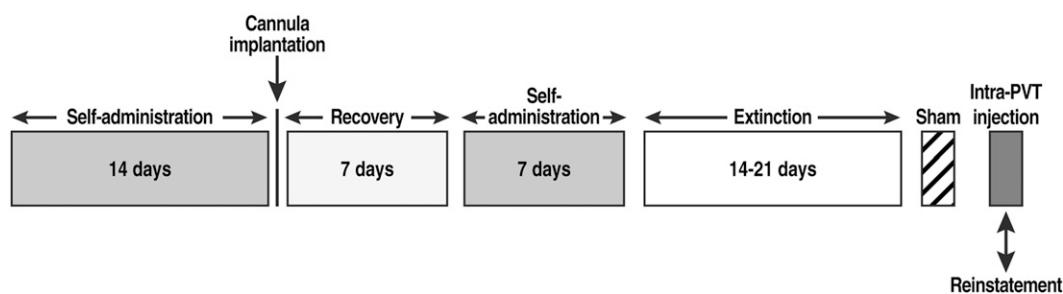 Cannula
implantation
Self-administration
Recovery
Self-
administration
Extinction
Sham
Intra-PVT
injection
14 days
7 days
7 days
14-21 days
Reinstatement